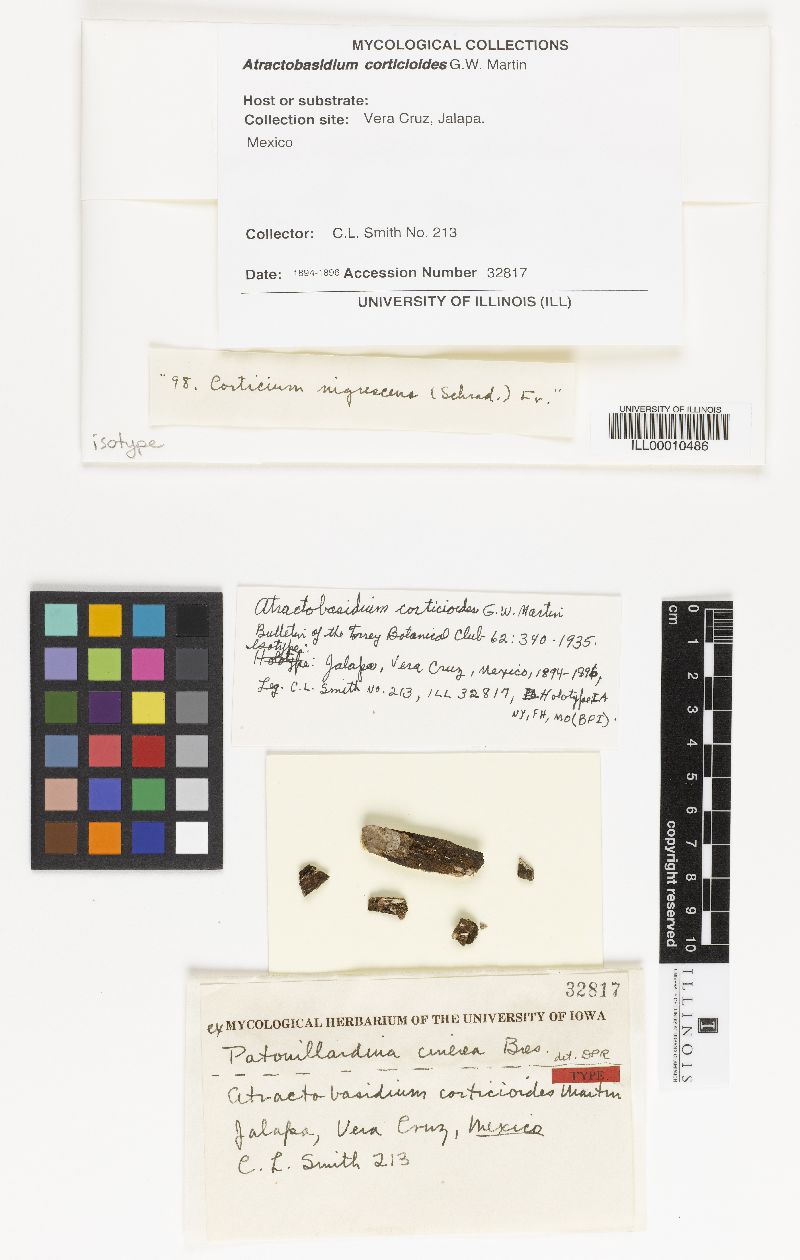 MYCOLOGICAL COLLECTIONS
Atractobasidium corticioides G.W. Martin
Host or substrate:
Collection site: Vera Cruz, Jalapa.
Mexico
Collector: C.L. Smith No. 213
Date: 1894-1896 Accession Number 32817
UNIVERSITY OF ILLINOIS (ILL)
"98. Corticium nigrescens (Schrad.) Fr."
isotype
UNIVERSITY OF ILLINOIS
ILL00010486
Atractobasidium corticioides G.W. Martin
Bulletin of the Torrey Botanical Club 62: 340. 1935.
Isotype:
Holotype: Jalapa, Vera Cruz, Mexico, 1894-1896,
Leg. C.L. Smith No. 213, ILL 32817, Holotype IA
NY, FH, MO (BPI).
0 1 2 3 4 5 6 7 8 9 10
cm
copyright reserved
ILLINOIS
32817
ex MYCOLOGICAL HERBARIUM OF THE UNIVERSITY OF IOWA
Patouillardina cinerea Bres. det. DPR
TYPE
Atractobasidium corticioides Martin
Jalapa, Vera Cruz, Mexico
C. L. Smith 213